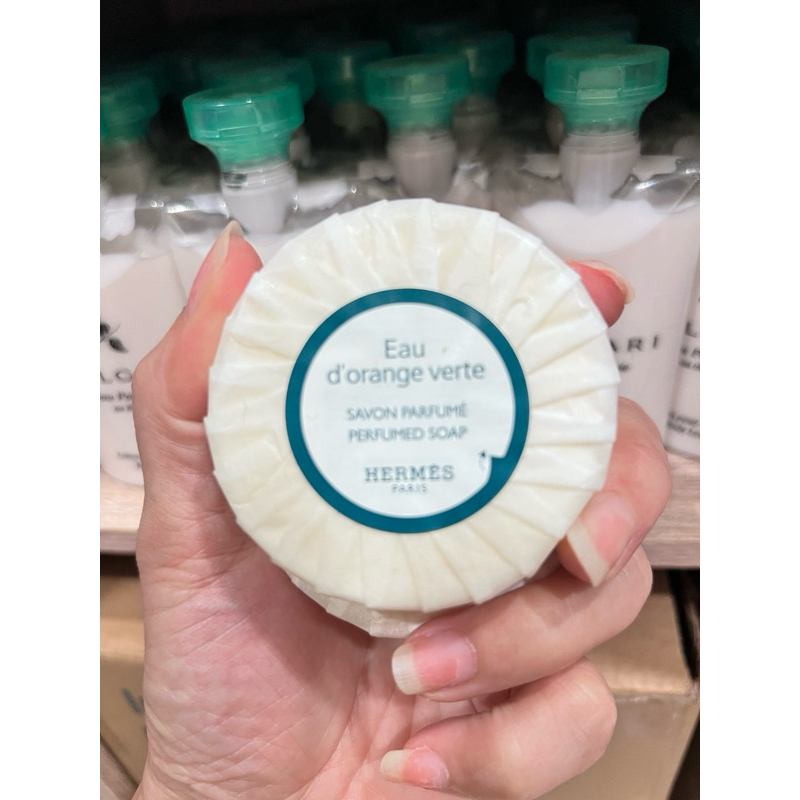 Eau
d'orange verte
SAVON PARFUMÉ
PERFUMED SOAP
HERMÈS
PARIS